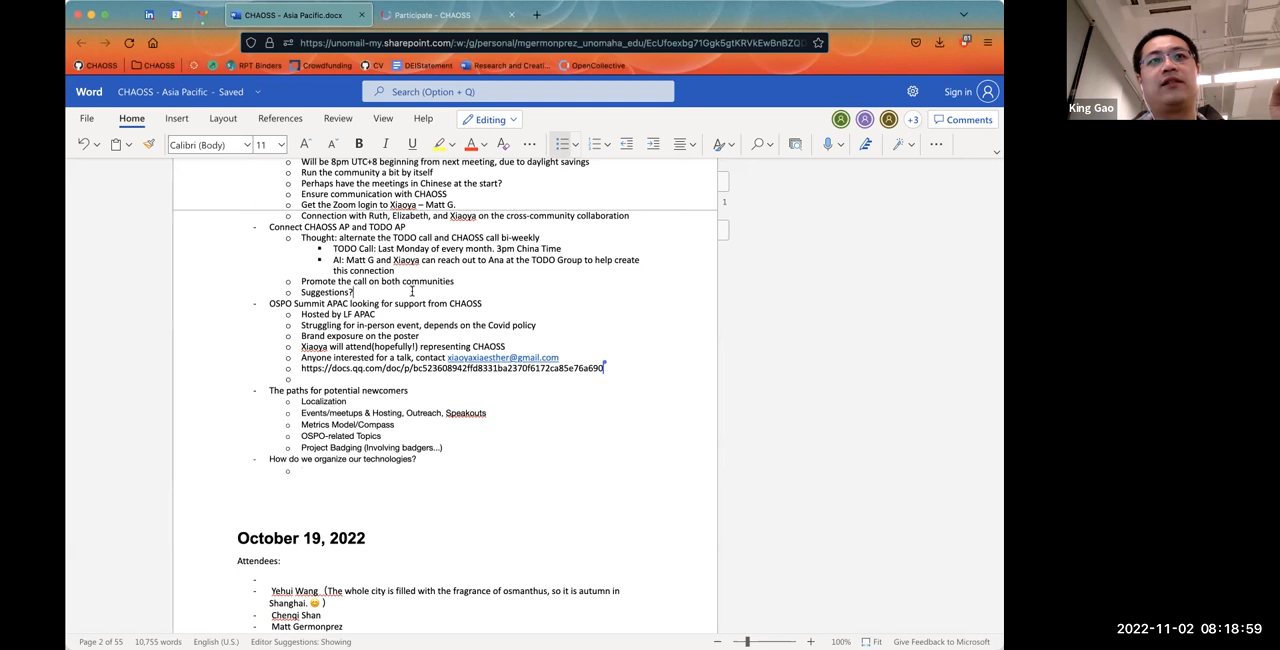 CHAOSS - Asia Pacific.docx
Participate - CHAOSS
https://unomail-my.sharepoint.com/:w:/g/personal/mgermonprez_unomaha_edu/EcUfoexbg71Ggk5gtKRVkEwBnBZQD
81
CHAOSS
CHAOSS
RPT Binders
Crowdfunding
CV
DEIStatement
Research and Creati...
OpenCollective
Word
CHAOSS - Asia Pacific - Saved
Search (Option + Q)
Sign in
File
Home
Insert
Layout
References
Review
View
Help
Editing
+3
Comments
Calibri (Body)
11
Will be 8pm UTC+8 beginning from next meeting, due to daylight savings
Run the community a bit by itself
Perhaps have the meetings in Chinese at the start?
Ensure communication with CHAOSS
Get the Zoom login to Xiaoya – Matt G.
1
Connection with Ruth, Elizabeth, and Xiaoya on the cross-community collaboration
- Connect CHAOSS AP and TODO AP
Thought: alternate the TODO call and CHAOSS call bi-weekly
TODO Call: Last Monday of every month. 3pm China Time
AI: Matt G and Xiaoya can reach out to Ana at the TODO Group to help create
this connection
Promote the call on both communities
Suggestions?
- OSPO Summit APAC looking for support from CHAOSS
Hosted by LF APAC
Struggling for in-person event, depends on the Covid policy
Brand exposure on the poster
Xiaoya will attend(hopefully!) representing CHAOSS
Anyone interested for a talk, contact xiaoyaxiaesther@gmail.com
https://docs.qq.com/doc/p/bc523608942ffd8331ba2370f6172ca85e76a690
- The paths for potential newcomers
Localization
Events/meetups & Hosting, Outreach, Speakouts
Metrics Model/Compass
OSPO-related Topics
Project Badging (Involving badgers...)
- How do we organize our technologies?
October 19, 2022
Attendees:
-
- Yehui Wang （The whole city is filled with the fragrance of osmanthus, so it is autumn in
Shanghai. 😊 ）
- Chenqi Shan
- Matt Germonprez
Page 2 of 55
10,755 words
English (U.S.)
Editor Suggestions: Showing
100%
Fit
Give Feedback to Microsoft
King Gao
2022-11-02 08:18:59